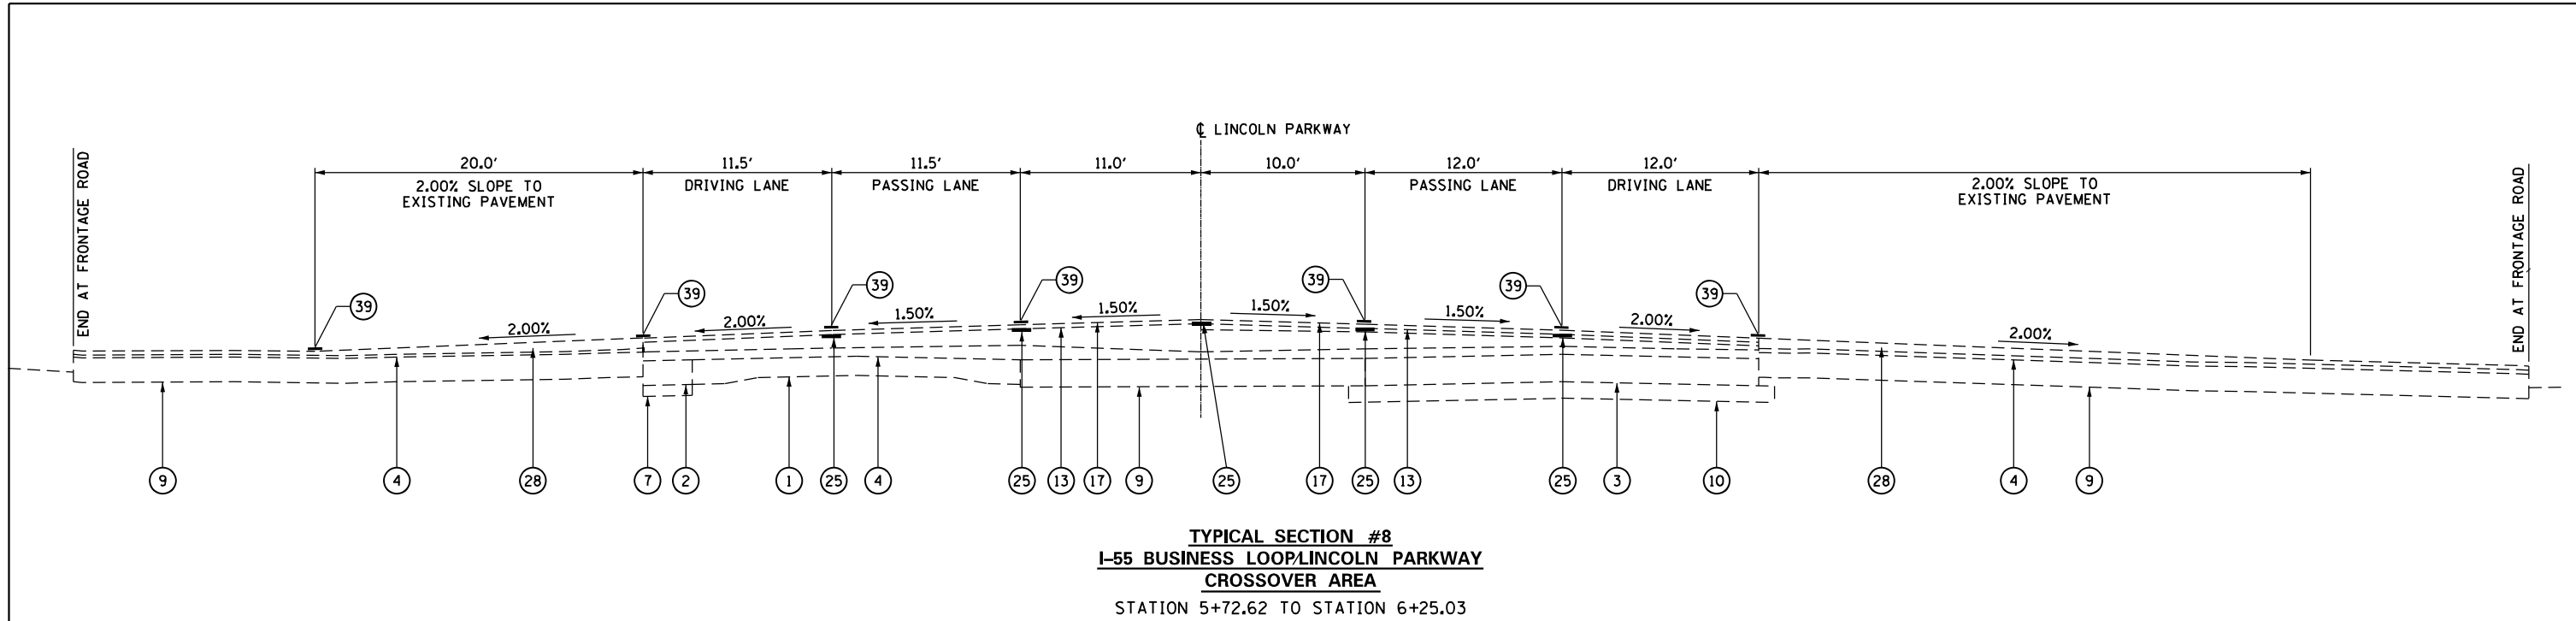 ℄ LINCOLN PARKWAY
20.0' 11.5' 11.5' 11.0' 10.0' 12.0' 12.0'
2.00% SLOPE TO EXISTING PAVEMENT
DRIVING LANE
PASSING LANE
PASSING LANE
DRIVING LANE
2.00% SLOPE TO EXISTING PAVEMENT
END AT FRONTAGE ROAD
END AT FRONTAGE ROAD
39 39 39 39 39 39 39
2.00% 2.00% 1.50% 1.50% 1.50% 1.50% 2.00% 2.00%
9 4 28 7 2 1 25 4 25 13 17 9 25 17 25 13 25 3 10 28 4 9
TYPICAL SECTION #8
I-55 BUSINESS LOOP/LINCOLN PARKWAY
CROSSOVER AREA
STATION 5+72.62 TO STATION 6+25.03